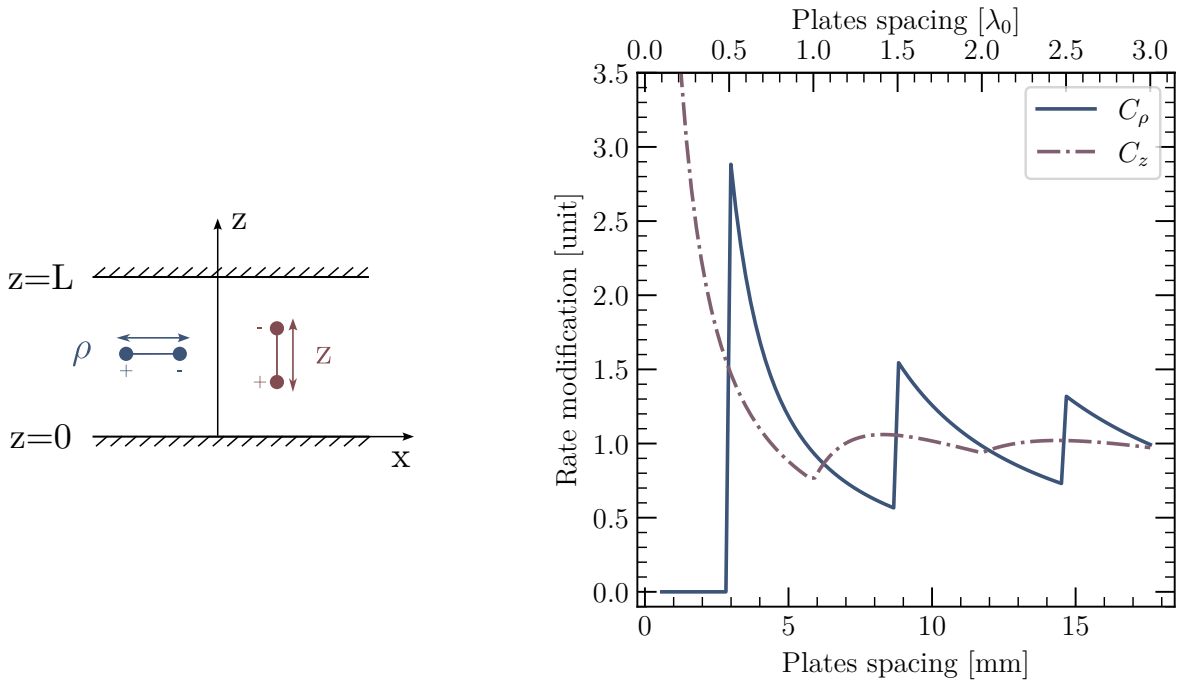 z
z=L
ρ
+
-
-
+
z
z=0
x
Plates spacing [λ₀]
0.0 0.5 1.0 1.5 2.0 2.5 3.0
Rate modification [unit]
3.5
3.0
2.5
2.0
1.5
1.0
0.5
0.0
C_ρ
C_z
0 5 10 15
Plates spacing [mm]